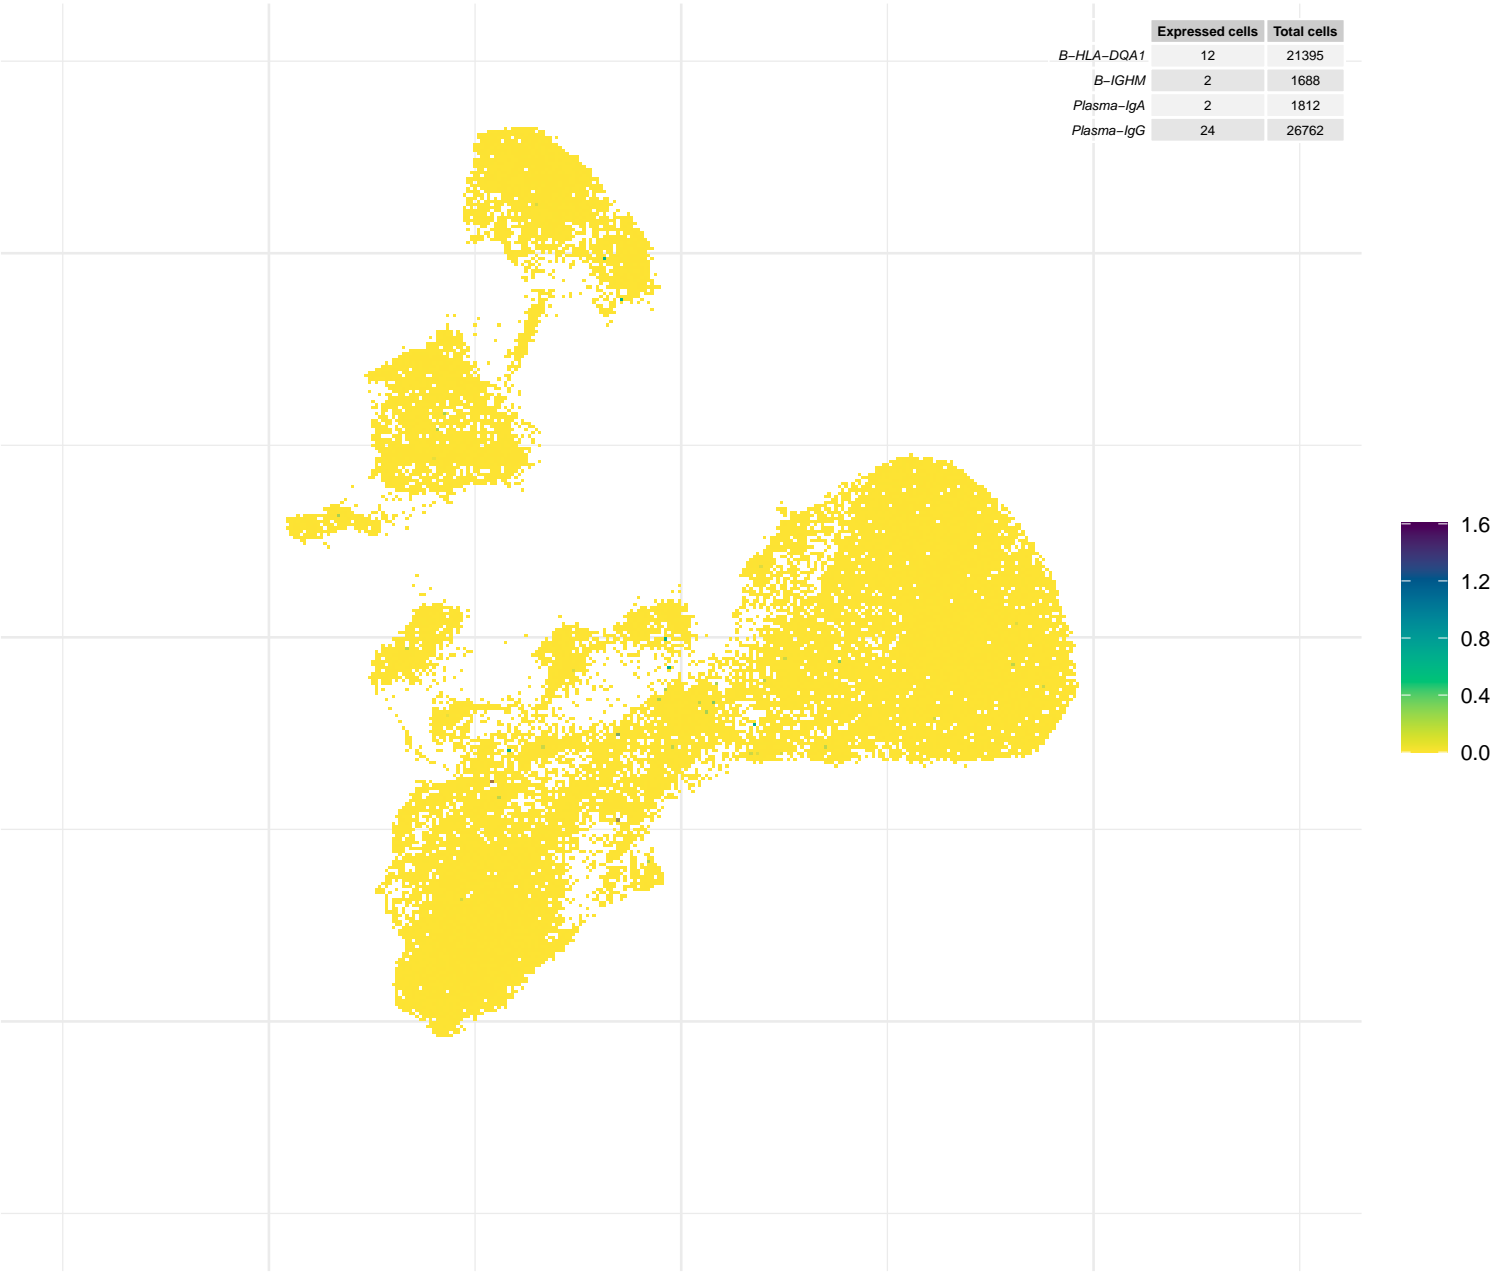 Expressed cells Total cells
B−HLA−DQA1 12 21395
B−IGHM 2 1688
Plasma−IgA 2 1812
Plasma−IgG 24 26762
1.6
1.2
0.8
0.4
0.0